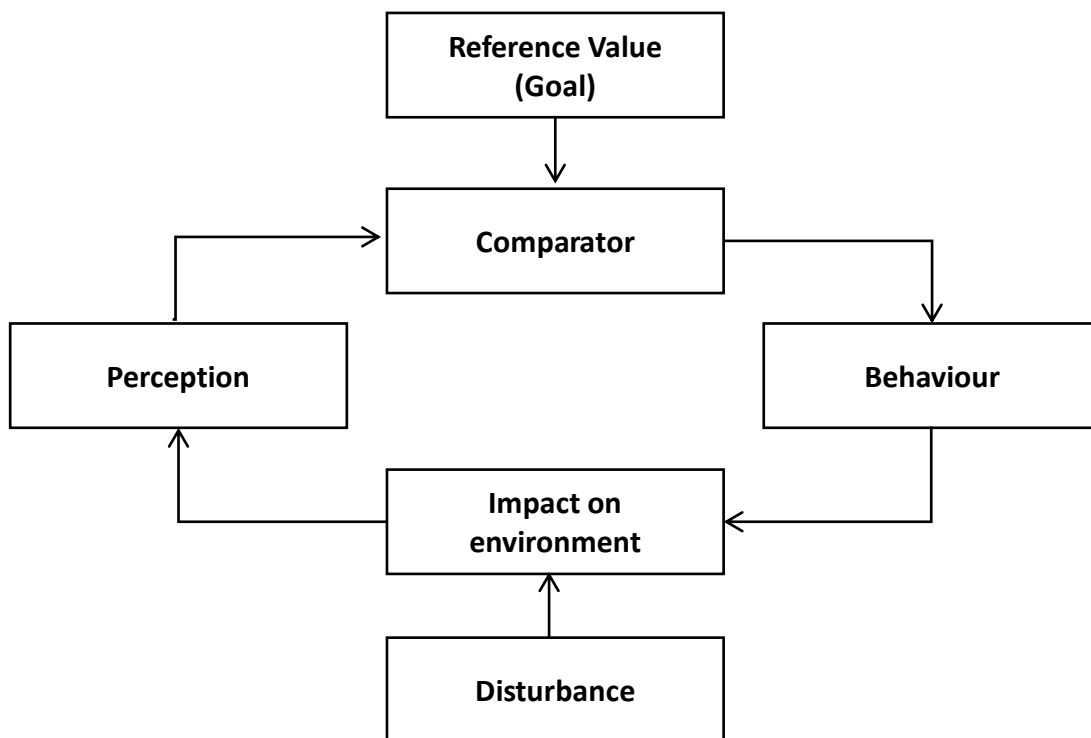 Reference Value
(Goal)
Comparator
Perception
Behaviour
Impact on
environment
Disturbance